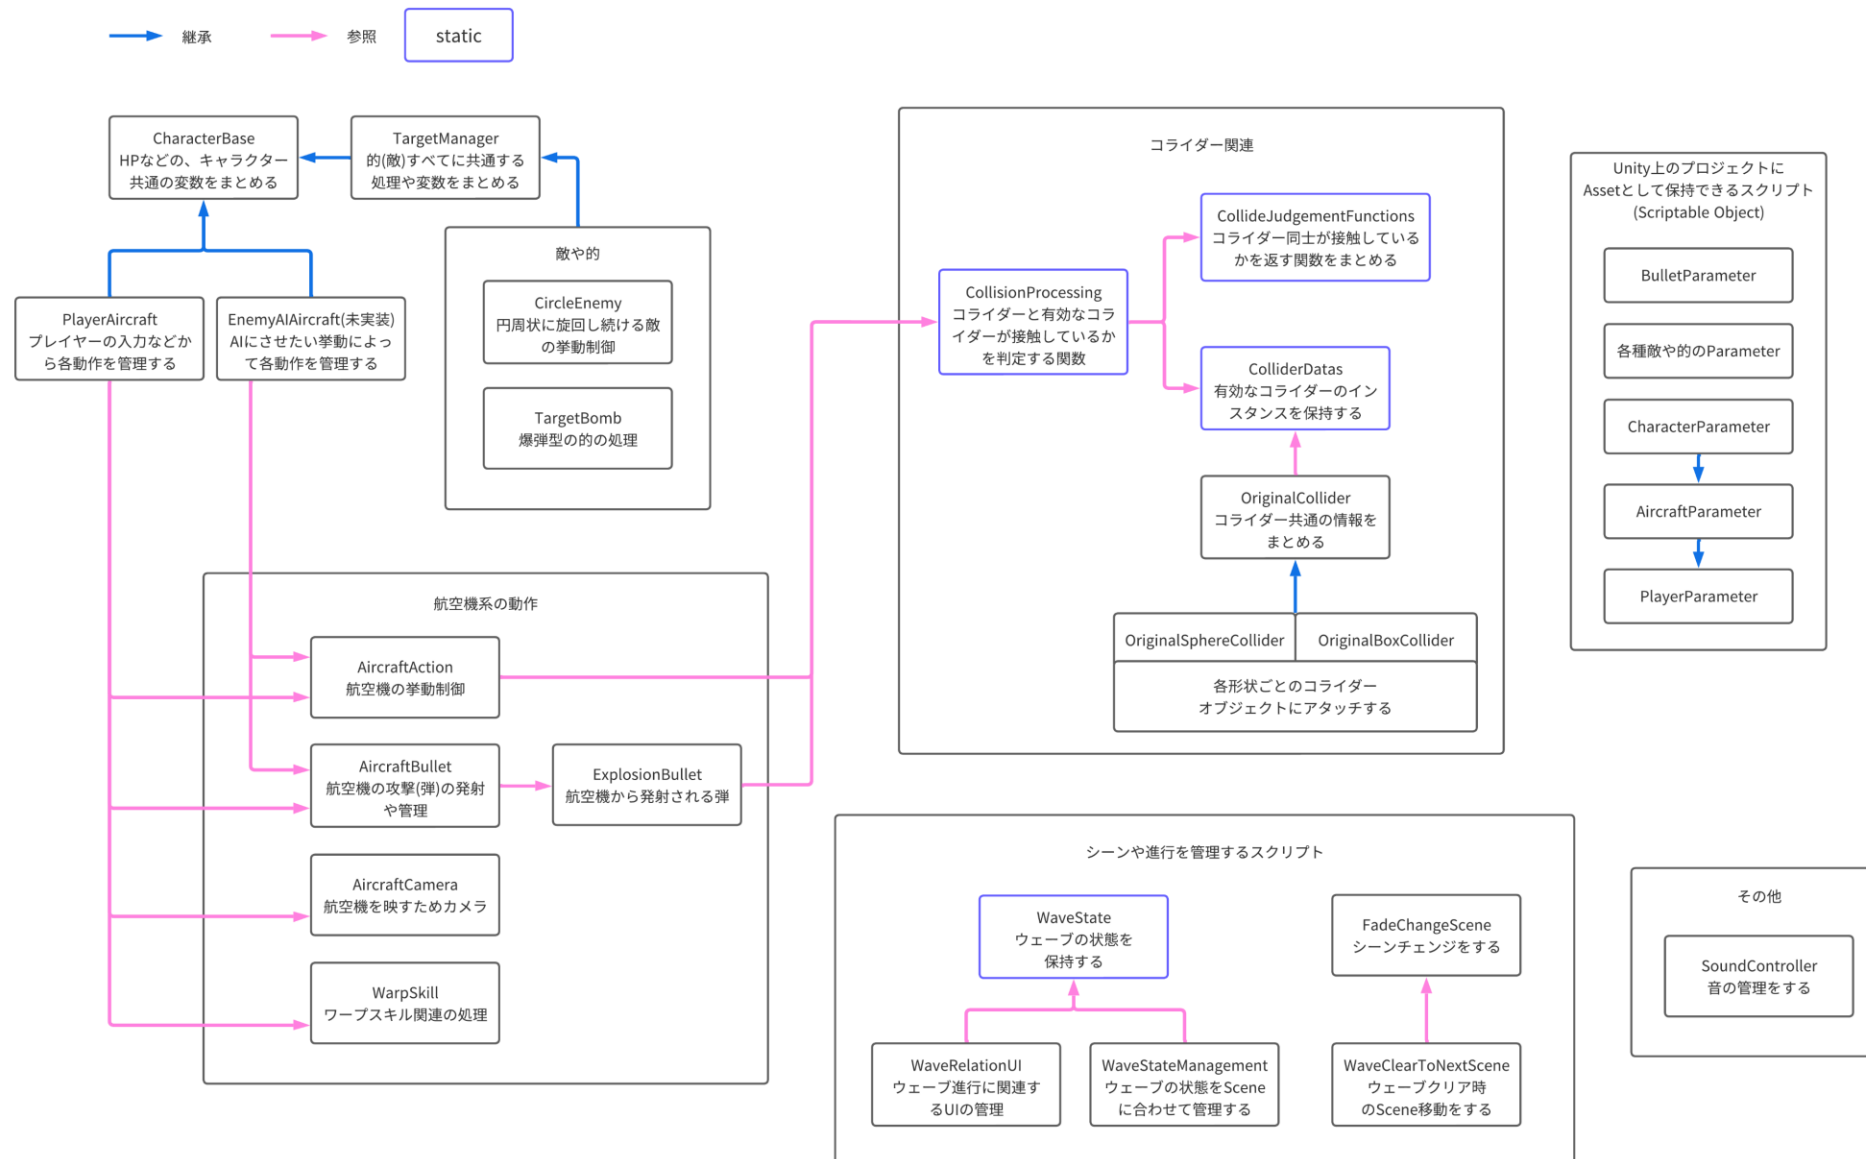 継承
参照
static
CharacterBase
HPなどの、キャラクター
共通の変数をまとめる
TargetManager
的(敵)すべてに共通する
処理や変数をまとめる
PlayerAircraft
プレイヤーの入力などか
ら各動作を管理する
EnemyAIAircraft(未実装)
AIにさせたい挙動によっ
て各動作を管理する
敵や的
CircleEnemy
円周状に旋回し続ける敵
の挙動制御
TargetBomb
爆弾型の的の処理
航空機系の動作
AircraftAction
航空機の挙動制御
AircraftBullet
航空機の攻撃(弾)の発射
や管理
ExplosionBullet
航空機から発射される弾
AircraftCamera
航空機を映すためカメラ
WarpSkill
ワープスキル関連の処理
コライダー関連
CollideJudgementFunctions
コライダー同士が接触している
かを返す関数をまとめる
CollisionProcessing
コライダーと有効なコラ
イダーが接触しているか
を判定する関数
ColliderDatas
有効なコライダーのイン
スタンスを保持する
OriginalCollider
コライダー共通の情報を
まとめる
OriginalSphereCollider
OriginalBoxCollider
各形状ごとのコライダー
オブジェクトにアタッチする
Unity上のプロジェクトに
Assetとして保持できるスクリプト
(Scriptable Object)
BulletParameter
各種敵や的のParameter
CharacterParameter
AircraftParameter
PlayerParameter
シーンや進行を管理するスクリプト
WaveState
ウェーブの状態を
保持する
FadeChangeScene
シーンチェンジをする
WaveRelationUI
ウェーブ進行に関連す
るUIの管理
WaveStateManagement
ウェーブの状態をScene
に合わせて管理する
WaveClearToNextScene
ウェーブクリア時
のScene移動をする
その他
SoundController
音の管理をする